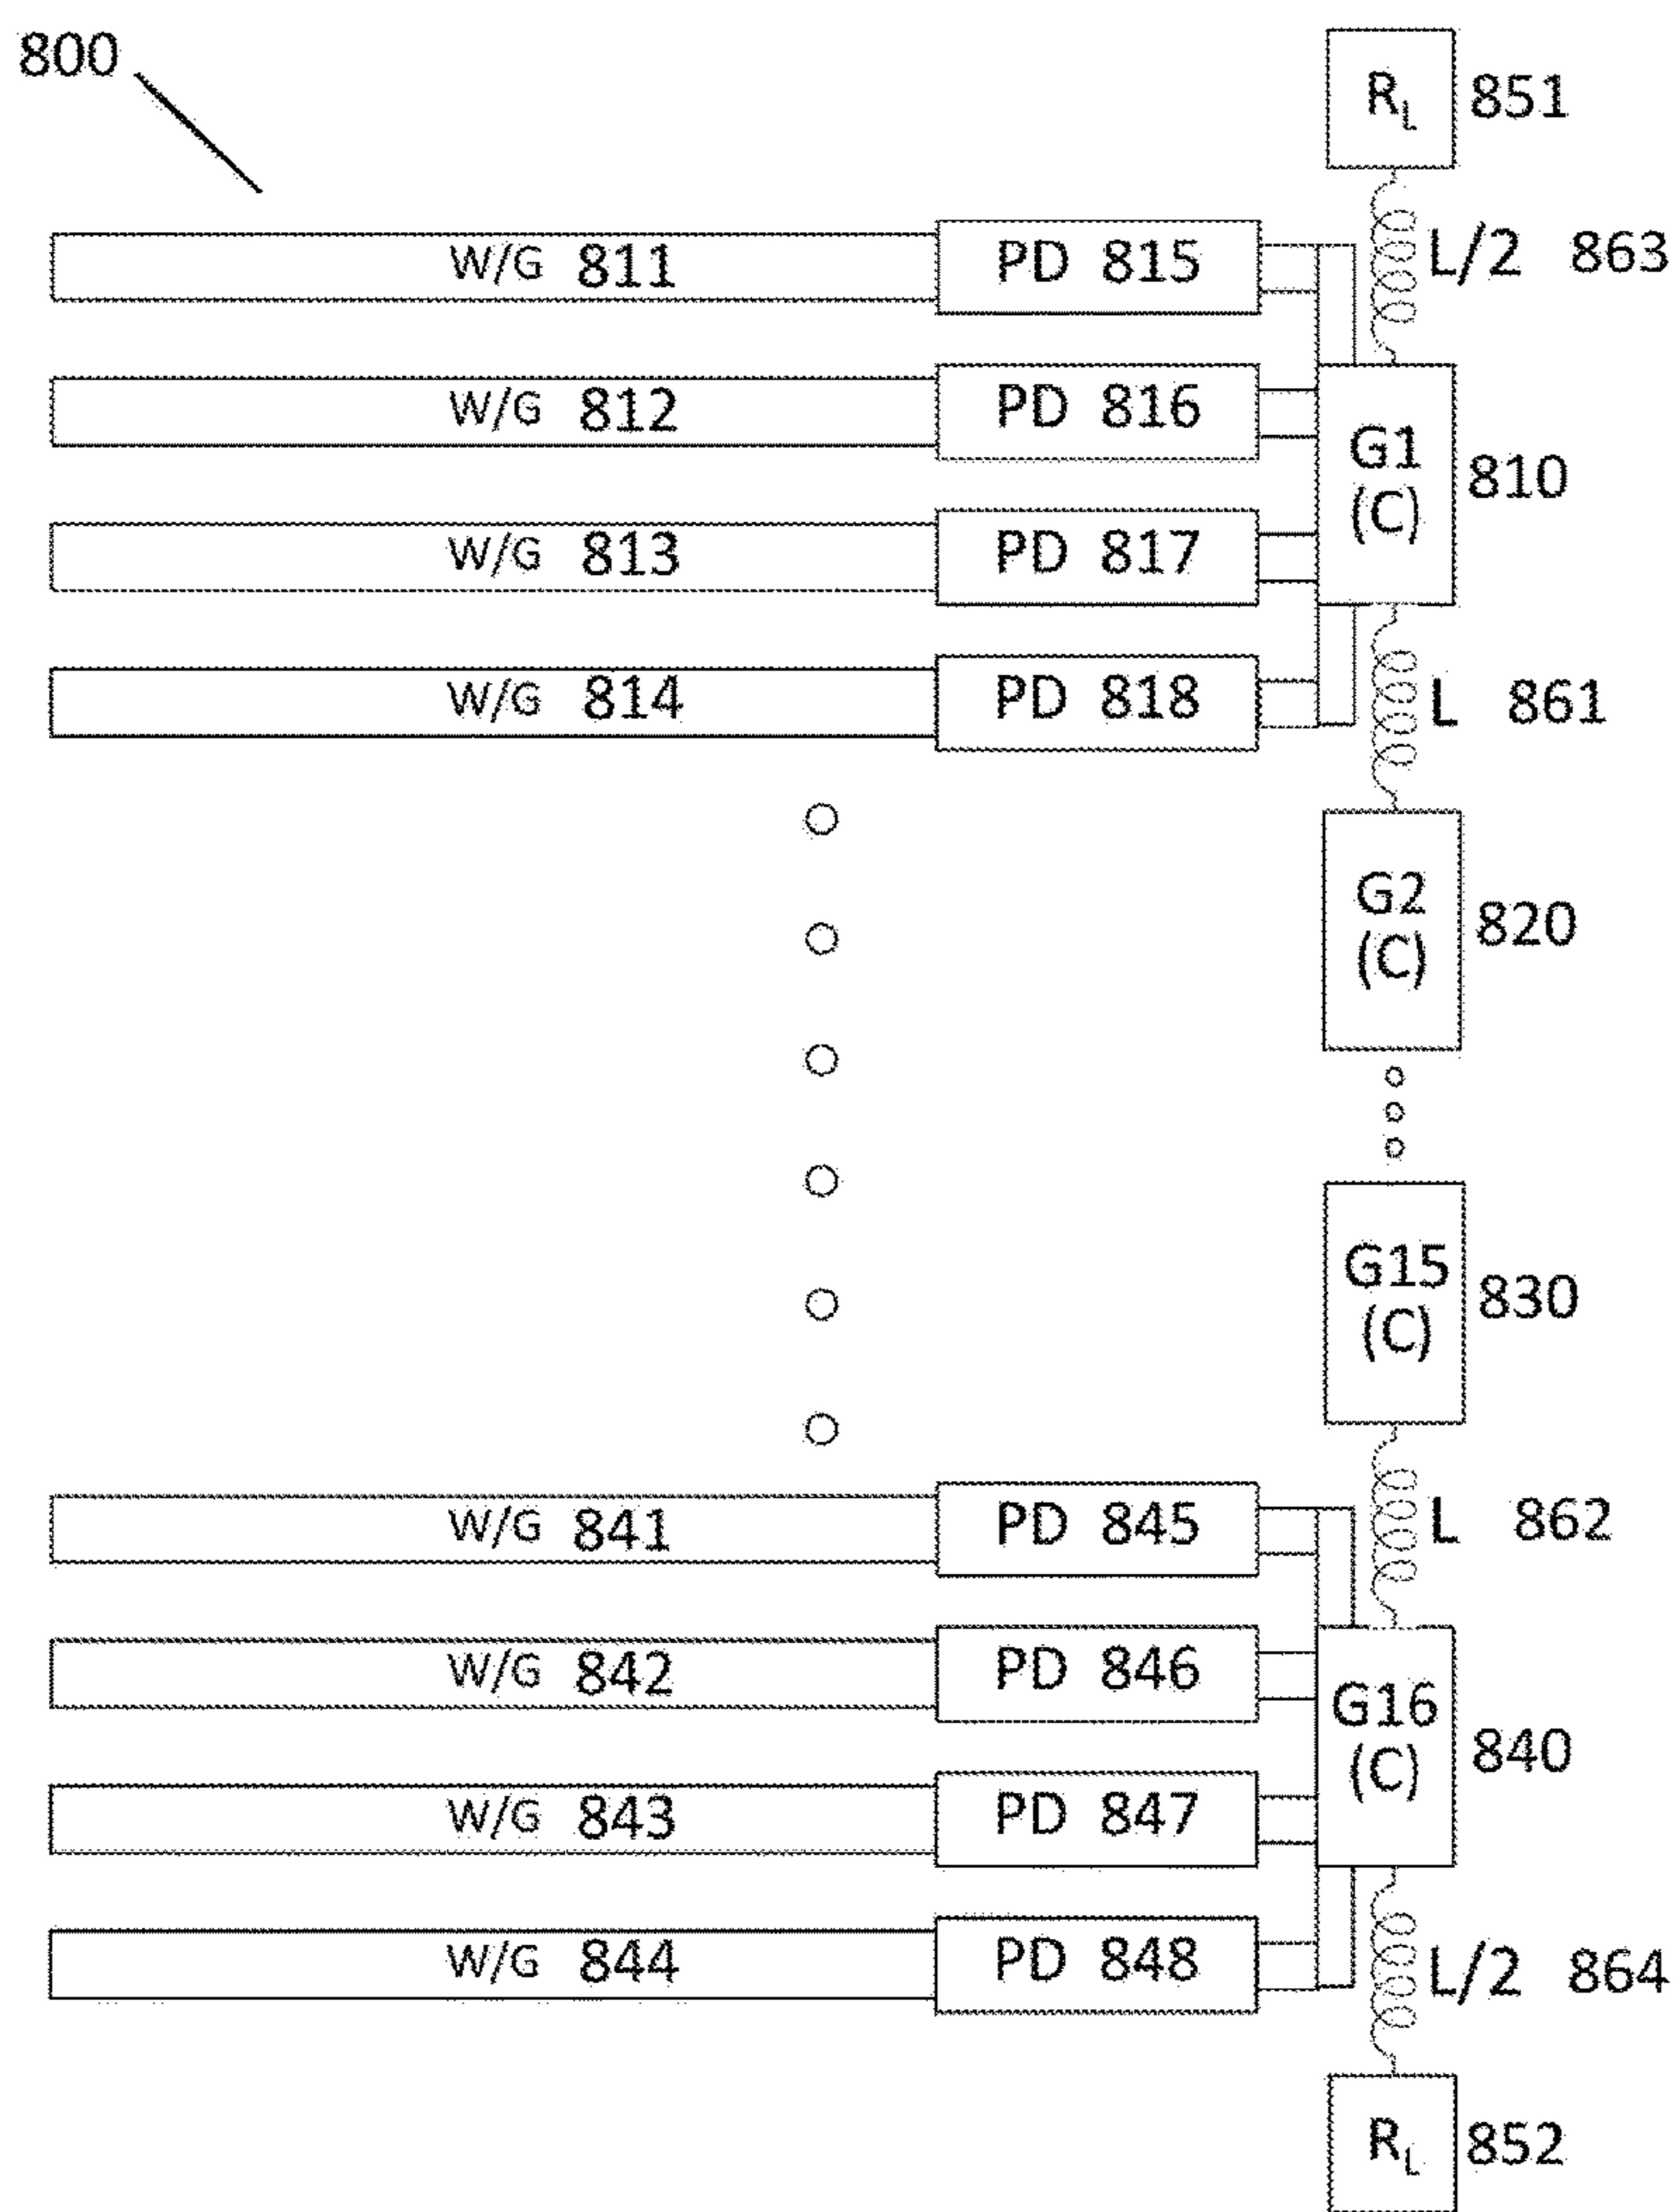 800
R_L 851
W/G 811 PD 815 L/2 863
W/G 812 PD 816
G1
(C) 810
W/G 813 PD 817
W/G 814 PD 818 L 861
G2
(C) 820
G15
(C) 830
W/G 841 PD 845 L 862
W/G 842 PD 846
G16
(C) 840
W/G 843 PD 847
W/G 844 PD 848 L/2 864
R_L 852